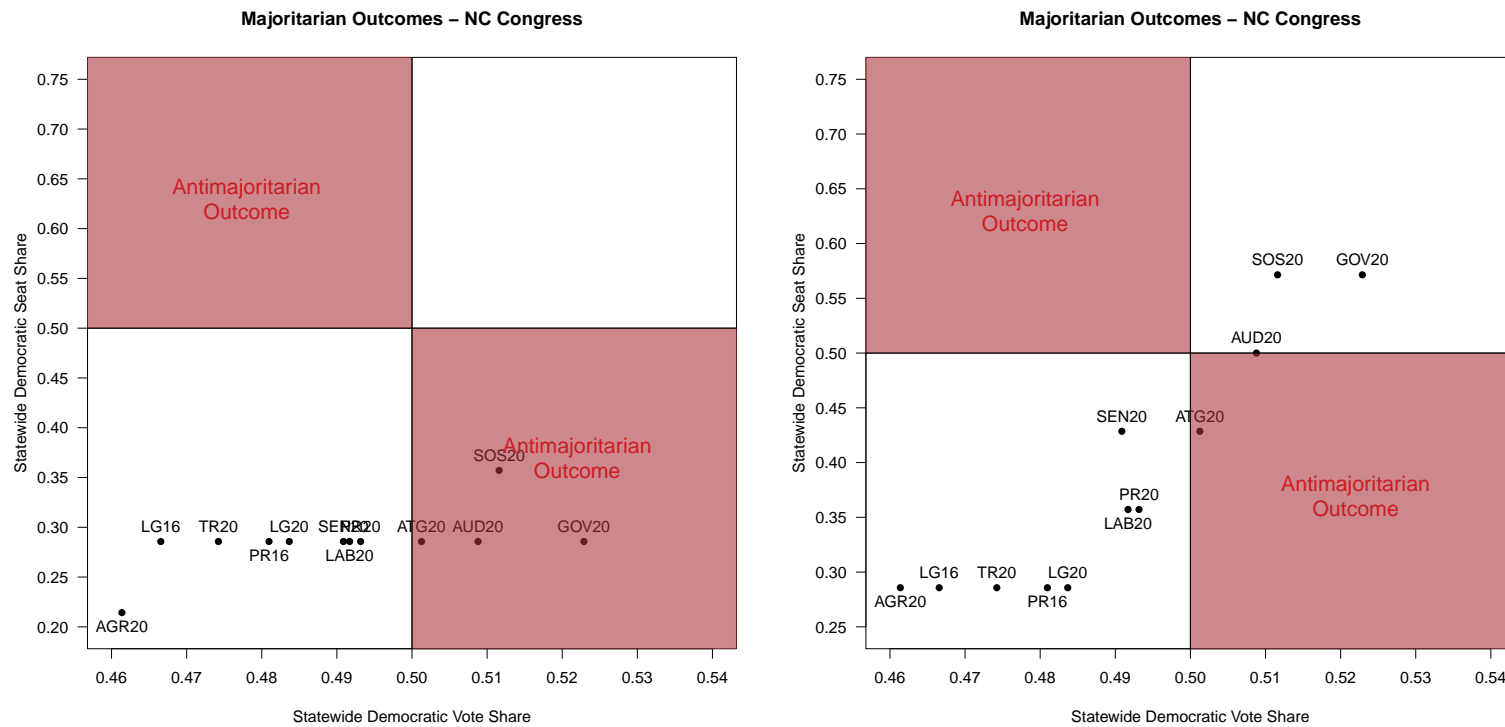 Majoritarian Outcomes – NC Congress
0.75
0.70
0.65
0.60
0.55
0.50
0.45
0.40
0.35
0.30
0.25
0.20
Statewide Democratic Seat Share
Antimajoritarian
Outcome
Antimajoritarian
Outcome
SOS20
LG16
TR20
LG20
SEN20
PR20
ATG20
AUD20
GOV20
PR16
LAB20
AGR20
0.46
0.47
0.48
0.49
0.50
0.51
0.52
0.53
0.54
Statewide Democratic Vote Share
Majoritarian Outcomes – NC Congress
0.75
0.70
0.65
0.60
0.55
0.50
0.45
0.40
0.35
0.30
0.25
Statewide Democratic Seat Share
Antimajoritarian
Outcome
SOS20
GOV20
AUD20
SEN20
ATG20
Antimajoritarian
Outcome
PR20
LAB20
LG16
TR20
LG20
AGR20
PR16
0.46
0.47
0.48
0.49
0.50
0.51
0.52
0.53
0.54
Statewide Democratic Vote Share